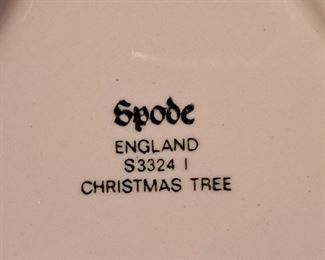 Spode
ENGLAND
S3324 I
CHRISTMAS TREE